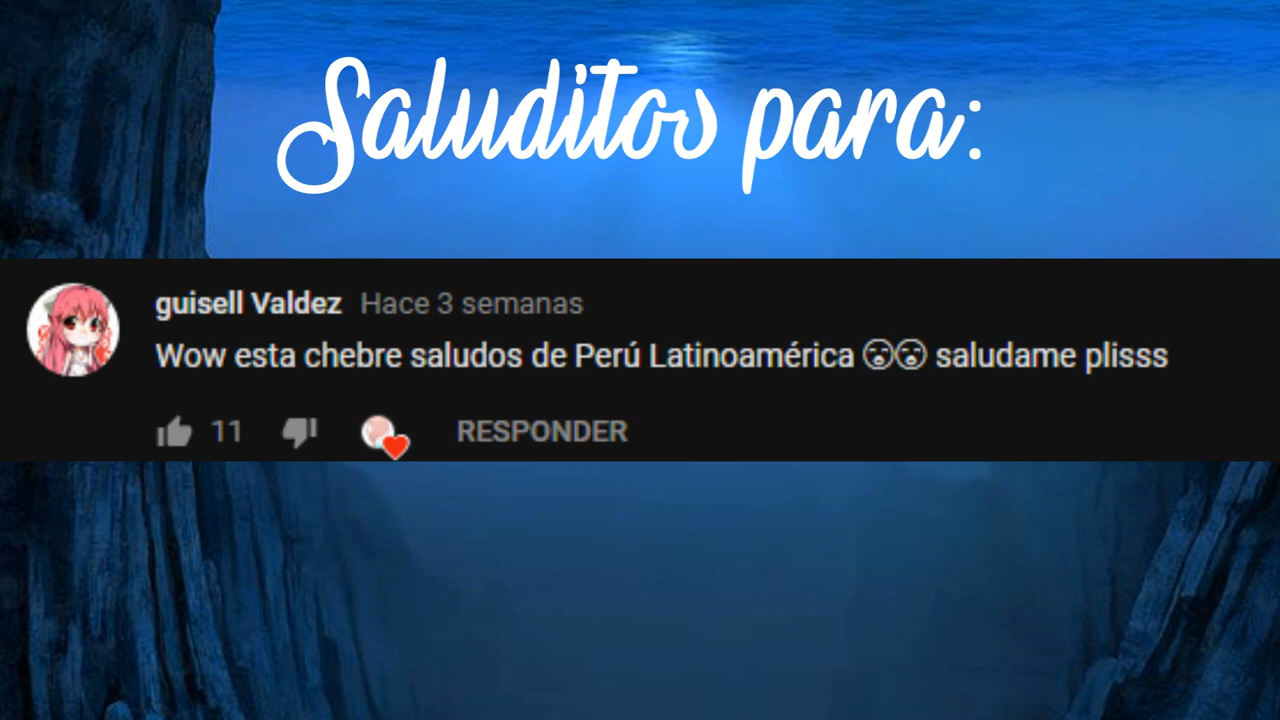 Saluditos para:
guisell Valdez Hace 3 semanas
Wow esta chebre saludos de Perú Latinoamérica 😚😚 saludame plisss
11 RESPONDER